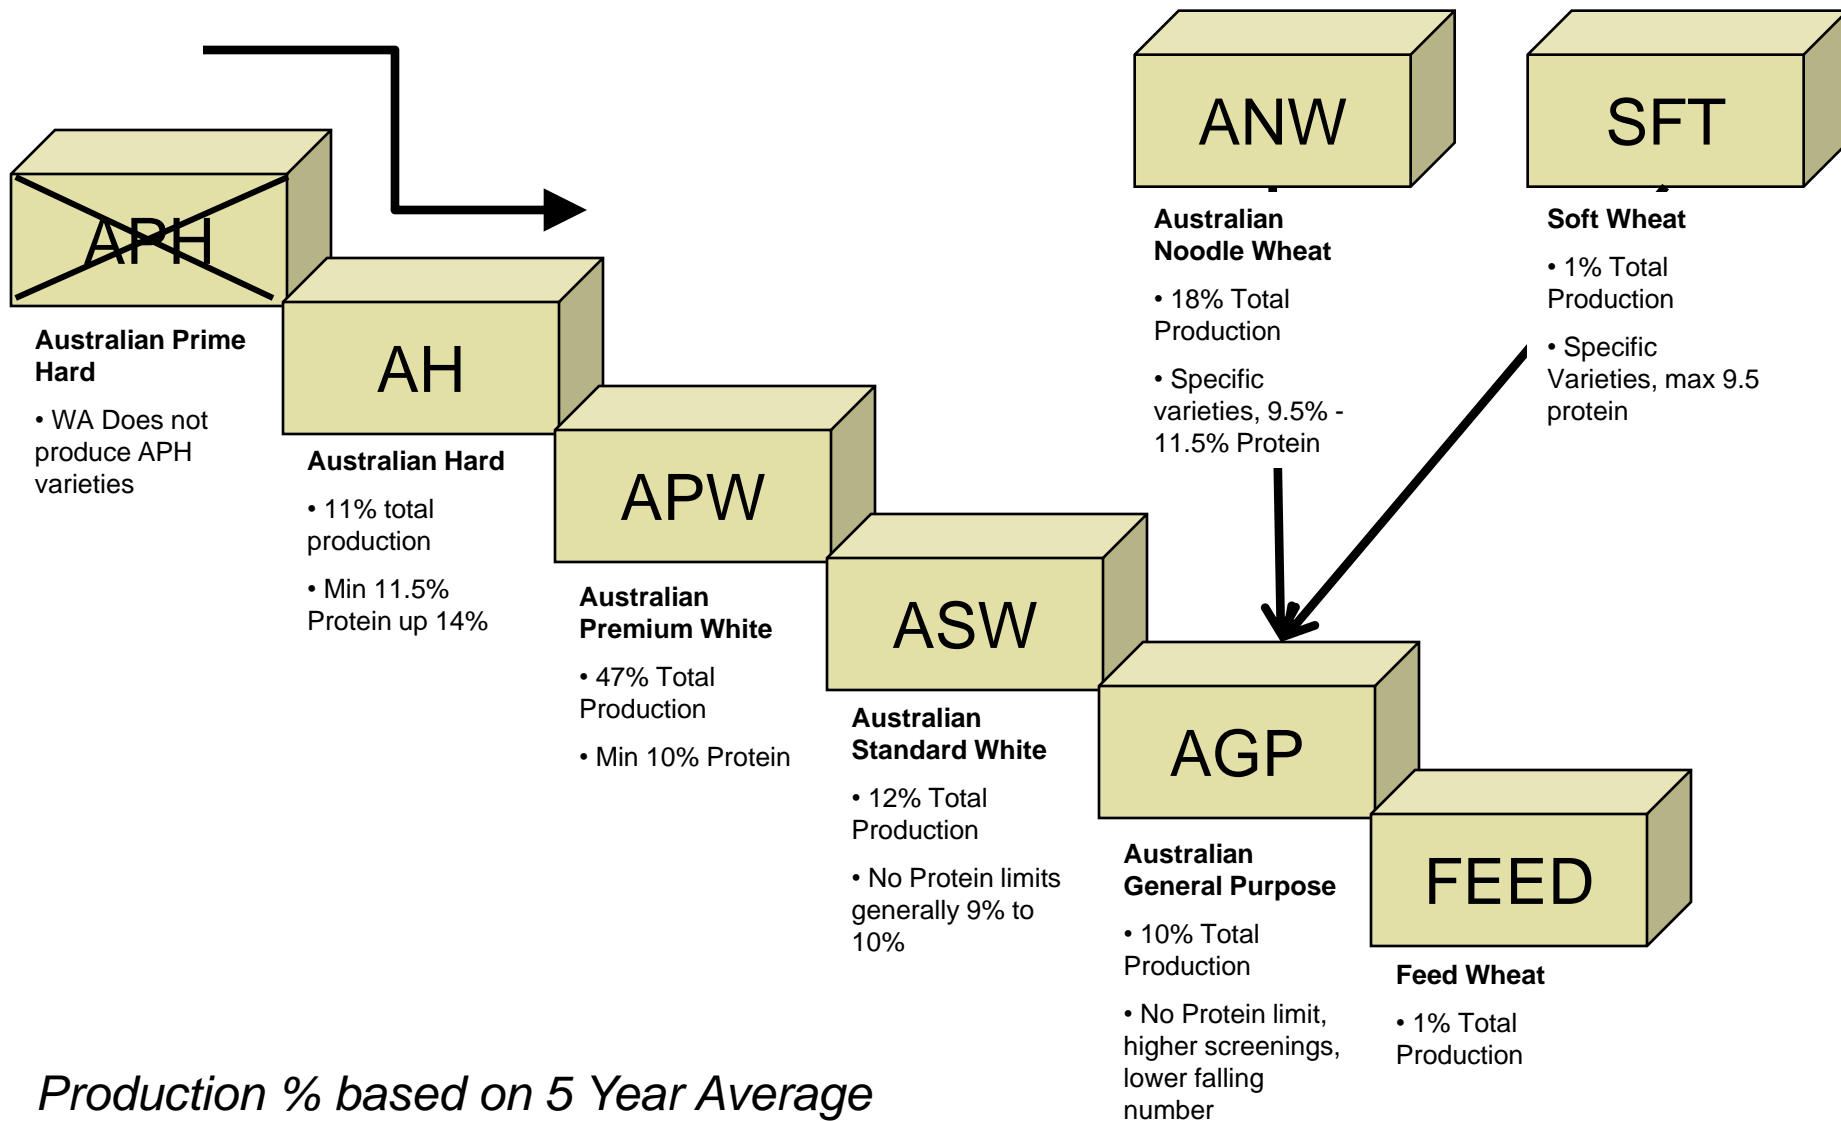 APH
Australian Prime
Hard
• WA Does not
produce APH
varieties
AH
Australian Hard
• 11% total
production
• Min 11.5%
Protein up 14%
APW
Australian
Premium White
• 47% Total
Production
• Min 10% Protein
ASW
Australian
Standard White
• 12% Total
Production
• No Protein limits
generally 9% to
10%
AGP
Australian
General Purpose
• 10% Total
Production
• No Protein limit,
higher screenings,
lower falling
number
FEED
Feed Wheat
• 1% Total
Production
ANW
Australian
Noodle Wheat
• 18% Total
Production
• Specific
varieties, 9.5% -
11.5% Protein
SFT
Soft Wheat
• 1% Total
Production
• Specific
Varieties, max 9.5
protein
Production % based on 5 Year Average